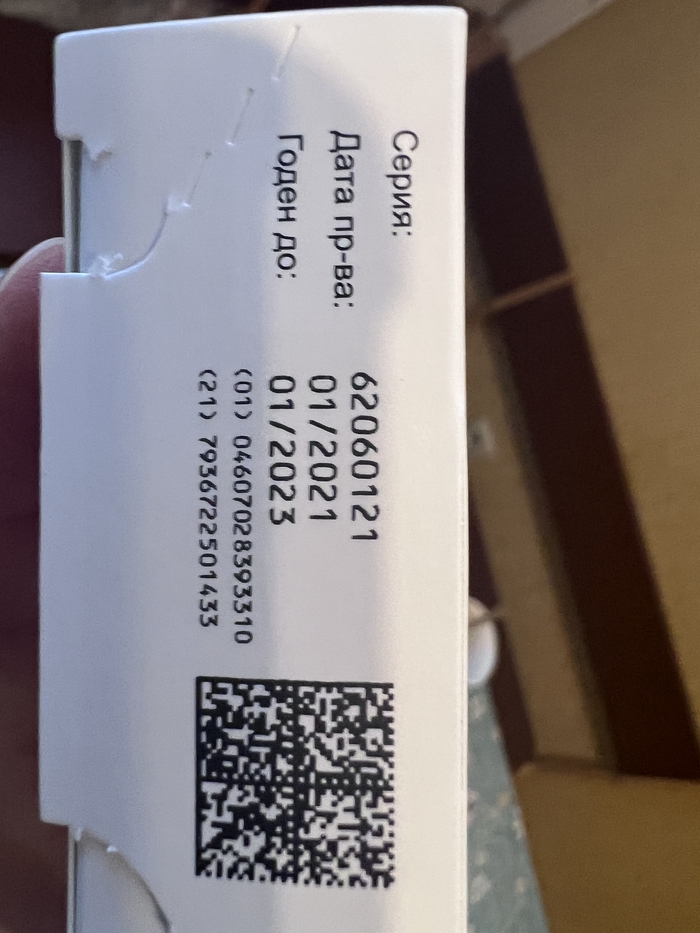 Серия: 62060121
Дата пр-ва: 01/2021
Годен до: 01/2023
(01) 04607028393310
(21) 7936722501433